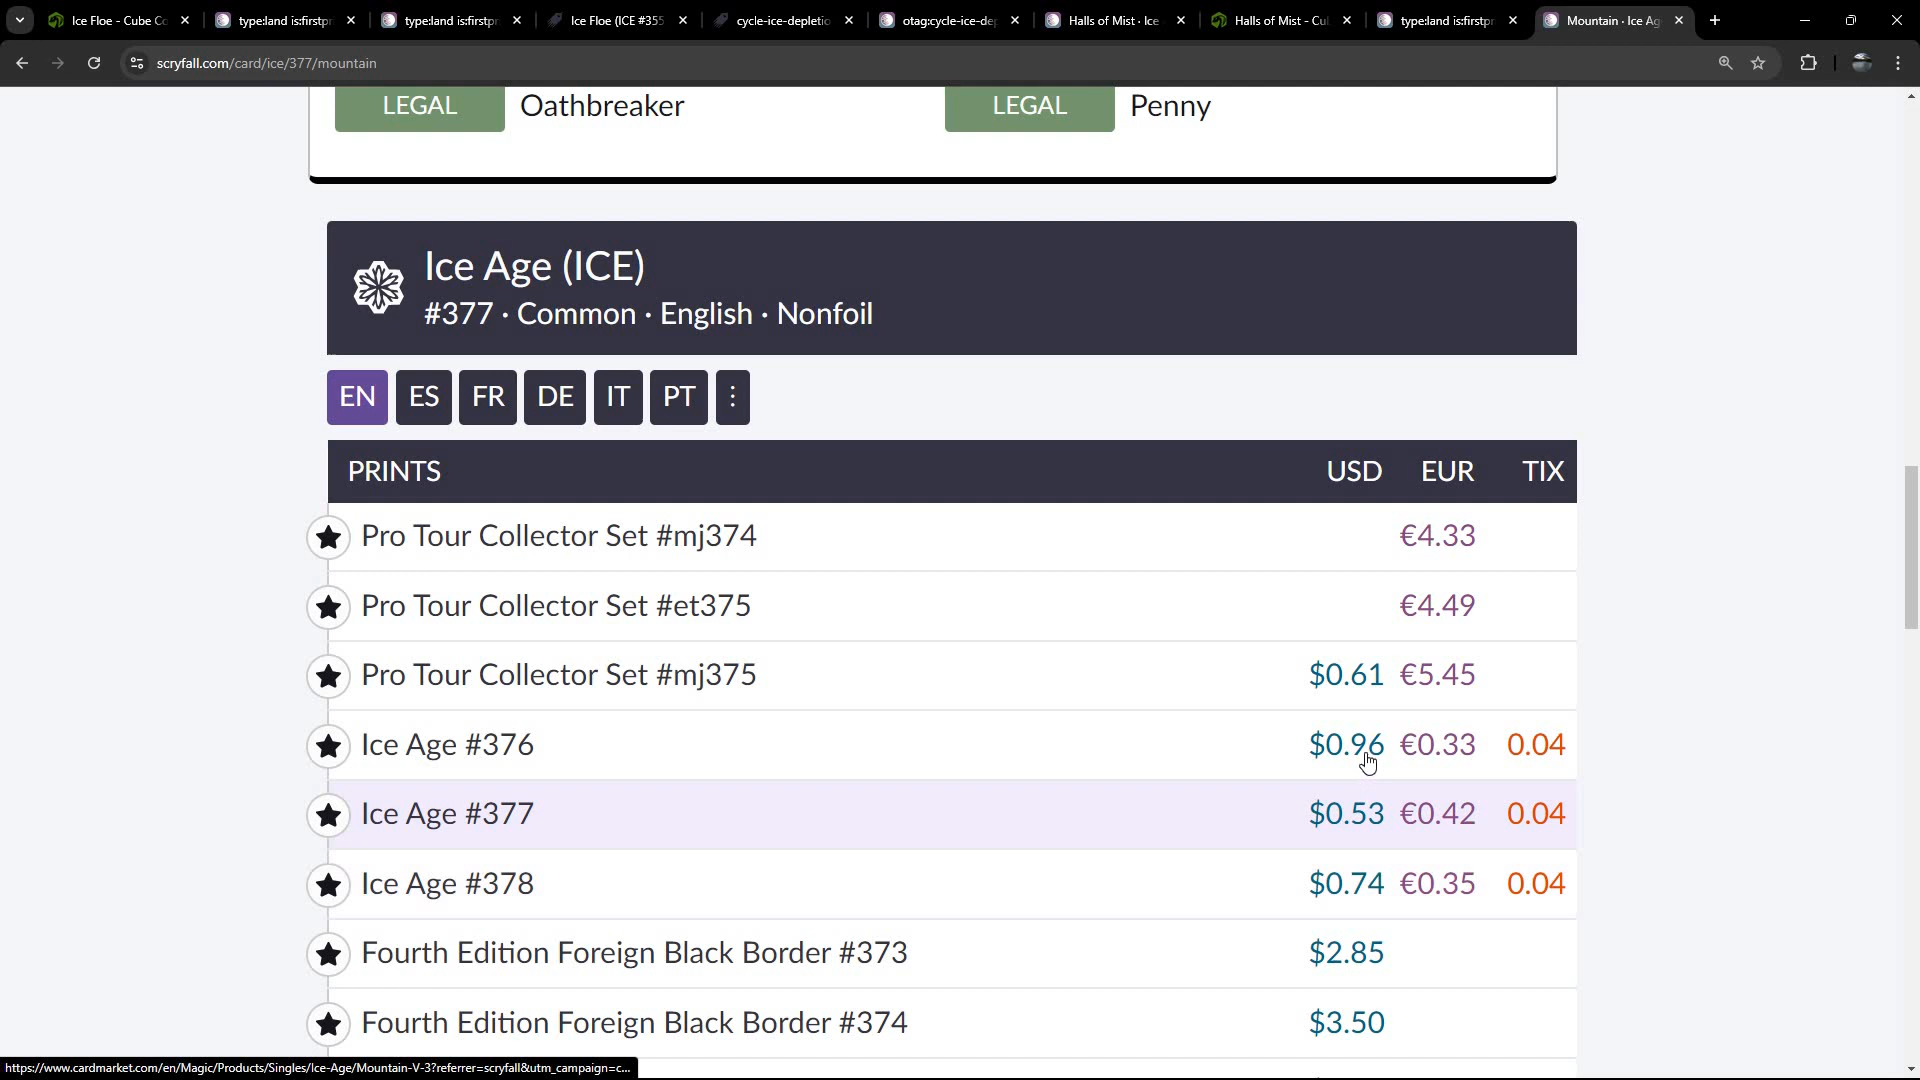 Ice Floe - Cube Co
type:land is:firstpr
type:land is:firstpr
Ice Floe (ICE #355
cycle-ice-depletio
otag:cycle-ice-de
Halls of Mist · Ice
Halls of Mist - Cu
type:land is:firstpr
Mountain · Ice Ag
scryfall.com/card/ice/377/mountain
LEGAL Oathbreaker LEGAL Penny
Ice Age (ICE)
#377 · Common · English · Nonfoil
EN ES FR DE IT PT
PRINTS USD EUR TIX
Pro Tour Collector Set #mj374 €4.33
Pro Tour Collector Set #et375 €4.49
Pro Tour Collector Set #mj375 $0.61 €5.45
Ice Age #376 $0.96 €0.33 0.04
Ice Age #377 $0.53 €0.42 0.04
Ice Age #378 $0.74 €0.35 0.04
Fourth Edition Foreign Black Border #373 $2.85
Fourth Edition Foreign Black Border #374 $3.50
https://www.cardmarket.com/en/Magic/Products/Singles/Ice-Age/Mountain-V-3?referrer=scryfall&utm_campaign=c...